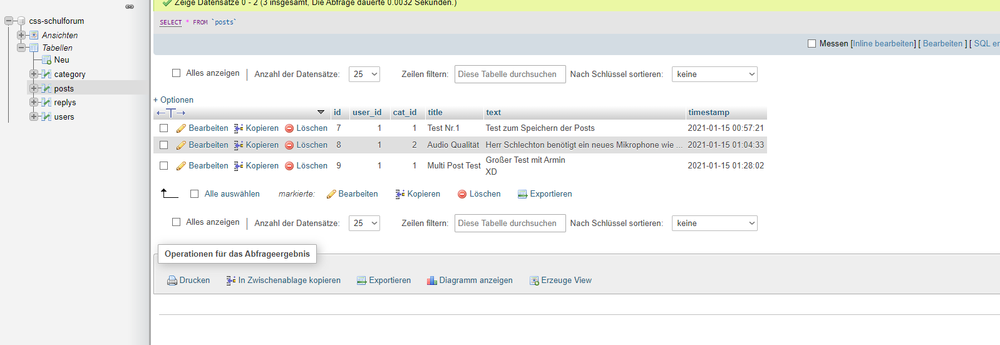 Zeige Datensätze 0 - 2 (3 insgesamt, Die Abfrage dauerte 0.0032 Sekunden.)
SELECT * FROM `posts`
Messen [Inline bearbeiten] [ Bearbeiten ] [ SQL er
css-schulforum
Ansichten
Tabellen
Neu
category
posts
replys
users
Alles anzeigen | Anzahl der Datensätze: 25 Zeilen filtern: Diese Tabelle durchsuchen Nach Schlüssel sortieren: keine
+ Optionen
←T→ id user_id cat_id title text timestamp
Bearbeiten Kopieren Löschen 7 1 1 Test Nr.1 Test zum Speichern der Posts 2021-01-15 00:57:21
Bearbeiten Kopieren Löschen 8 1 2 Audio Qualität Herr Schlechton benötigt ein neues Mikrophone wie ... 2021-01-15 01:04:33
Bearbeiten Kopieren Löschen 9 1 1 Multi Post Test Großer Test mit Armin
XD 2021-01-15 01:28:02
Alle auswählen markierte: Bearbeiten Kopieren Löschen Exportieren
Alles anzeigen | Anzahl der Datensätze: 25 Zeilen filtern: Diese Tabelle durchsuchen Nach Schlüssel sortieren: keine
Operationen für das Abfrageergebnis
Drucken In Zwischenablage kopieren Exportieren Diagramm anzeigen Erzeuge View